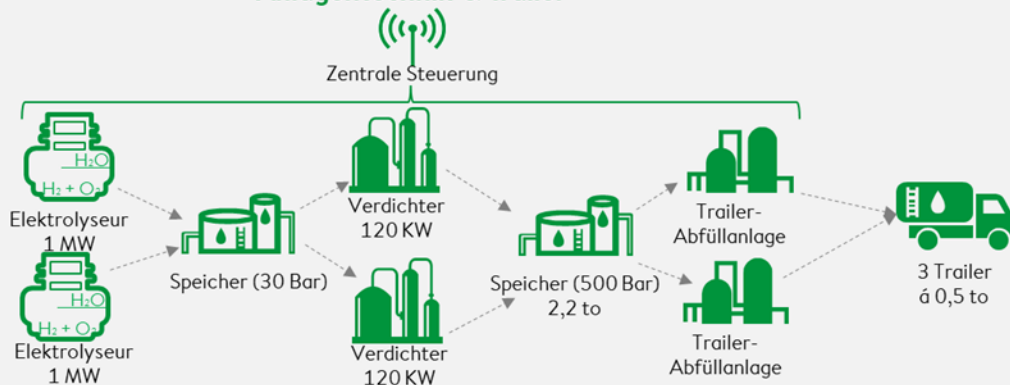 Zentrale Steuerung
H₂O
H₂ + O₂
Elektrolyseur
1 MW
H₂O
H₂ + O₂
Elektrolyseur
1 MW
Speicher (30 Bar)
Verdichter
120 KW
Verdichter
120 KW
Speicher (500 Bar)
2,2 to
Trailer-
Abfüllanlage
Trailer-
Abfüllanlage
3 Trailer
á 0,5 to